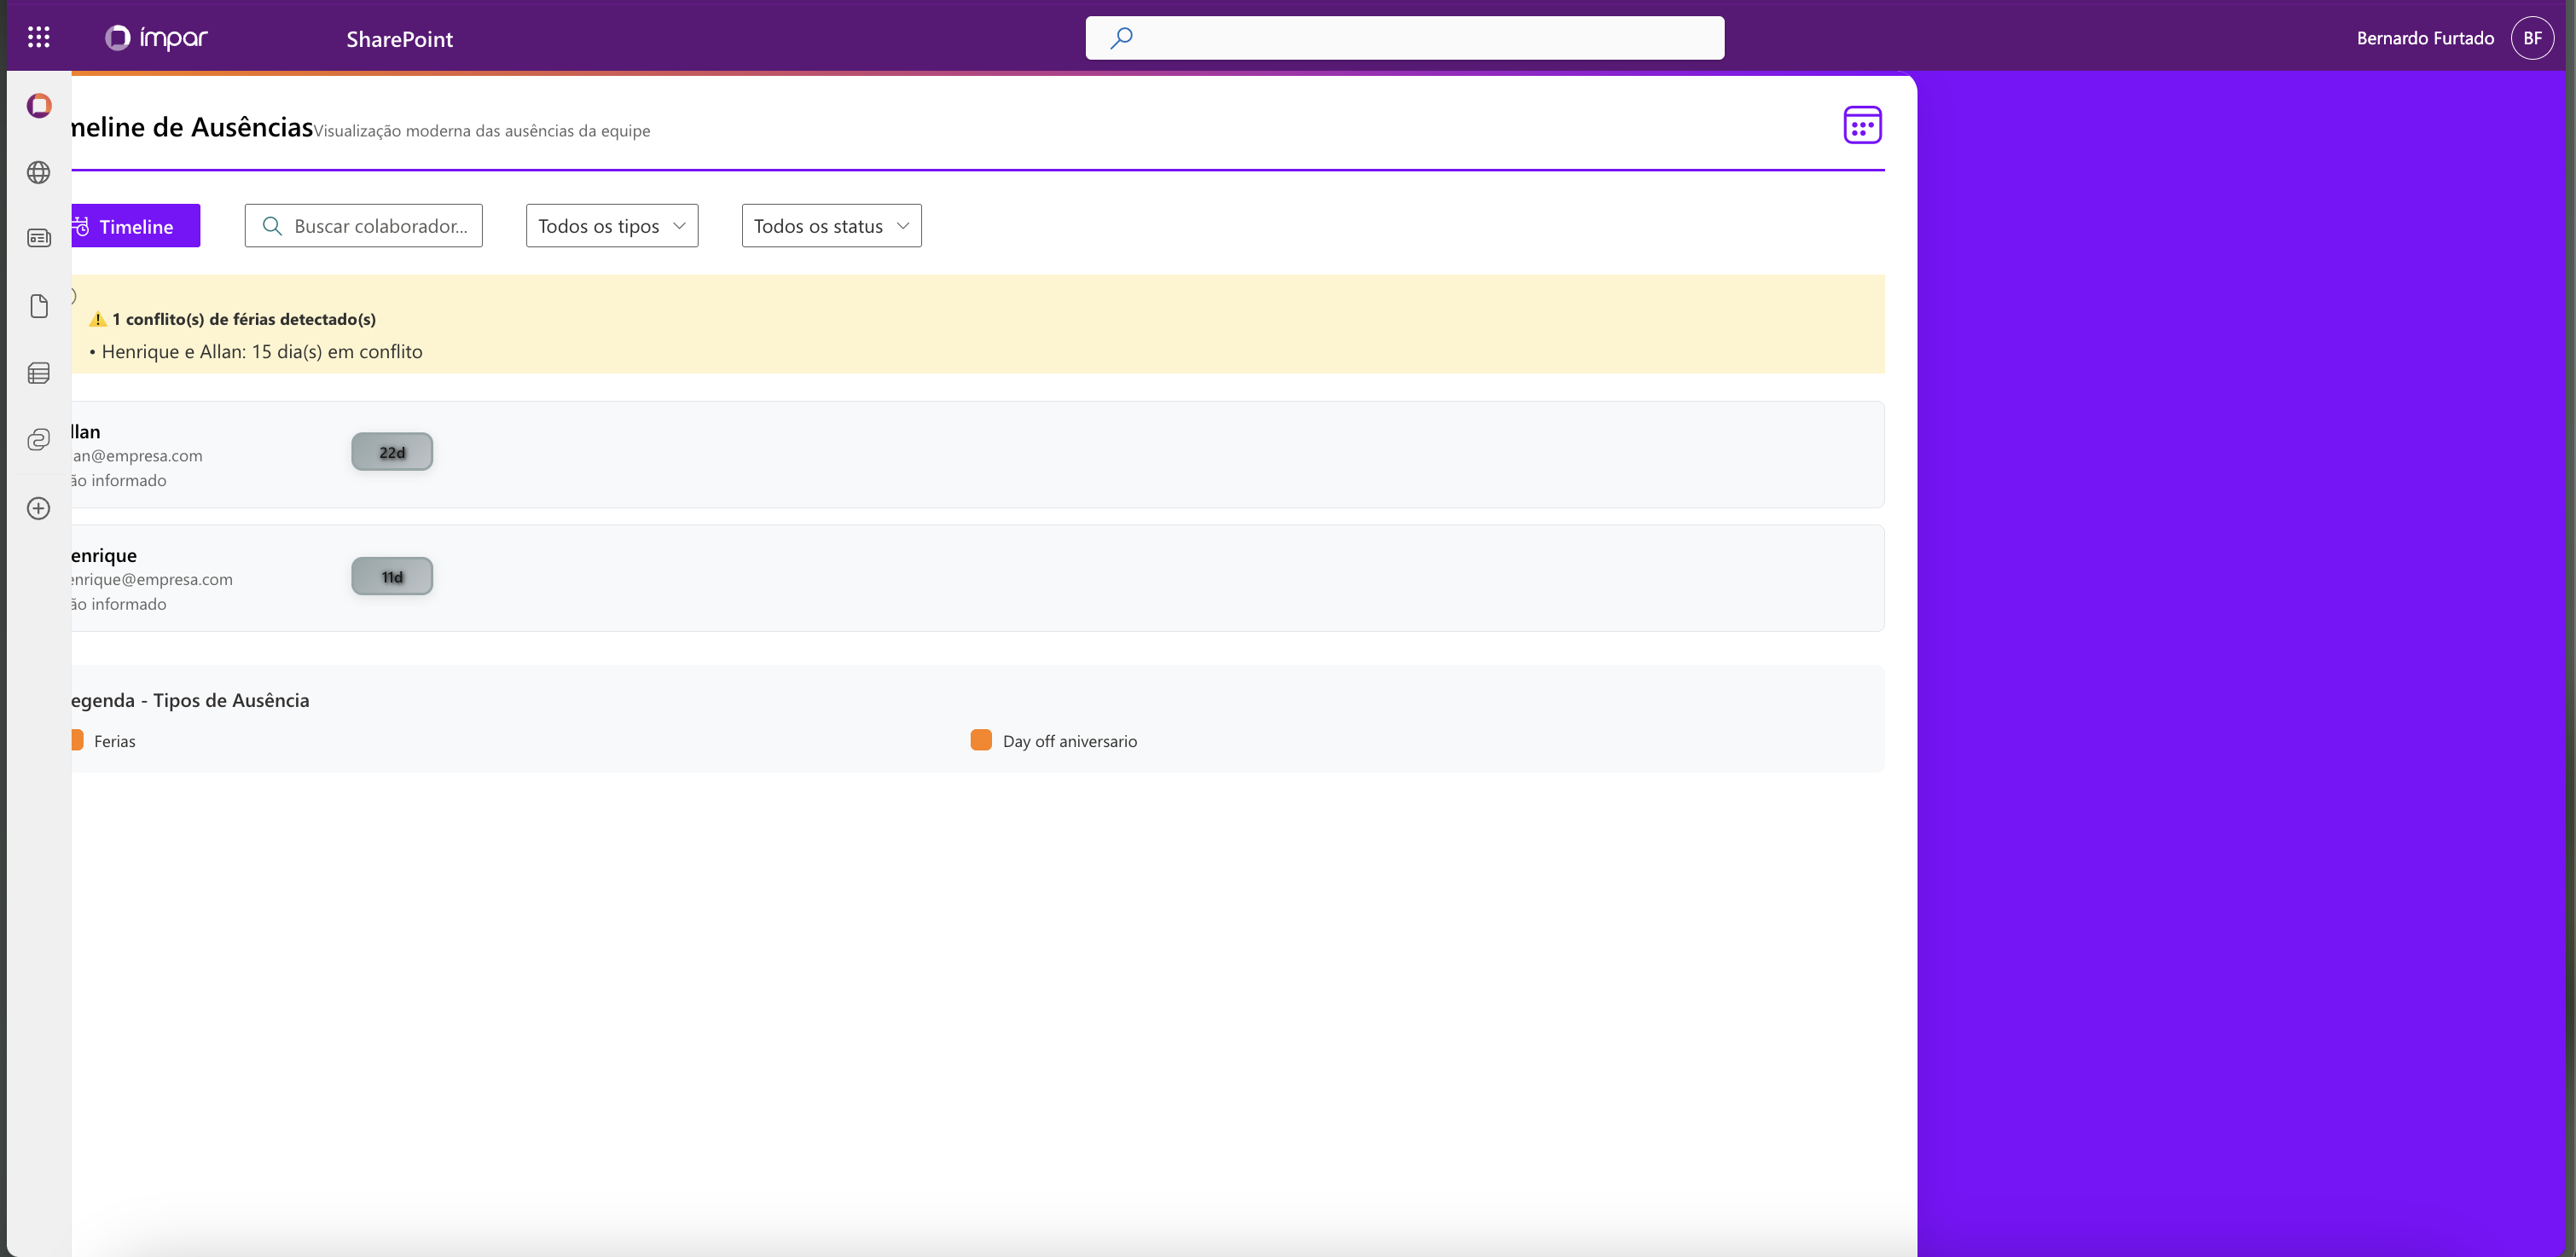 ímpar
SharePoint
Bernardo Furtado
BF
meline de Ausências
Visualização moderna das ausências da equipe
Timeline
Buscar colaborador...
Todos os tipos
Todos os status
1 conflito(s) de férias detectado(s)
• Henrique e Allan: 15 dia(s) em conflito
llan
an@empresa.com
ão informado
22d
enrique
enrique@empresa.com
ão informado
11d
egenda - Tipos de Ausência
Ferias
Day off aniversario